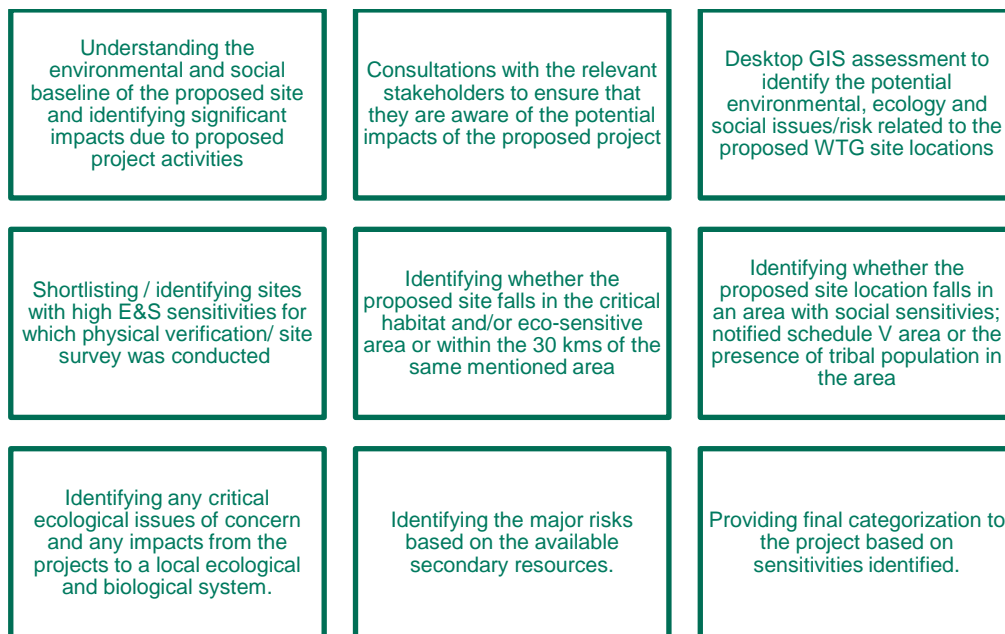 Understanding the
environmental and social
baseline of the proposed site
and identifying significant
impacts due to proposed
project activities
Consultations with the relevant
stakeholders to ensure that
they are aware of the potential
impacts of the proposed project
Desktop GIS assessment to
identify the potential
environmental, ecology and
social issues/risk related to the
proposed WTG site locations
Shortlisting / identifying sites
with high E&S sensitivities for
which physical verification/ site
survey was conducted
Identifying whether the
proposed site falls in the critical
habitat and/or eco-sensitive
area or within the 30 kms of the
same mentioned area
Identifying whether the
proposed site location falls in
an area with social sensitivies;
notified schedule V area or the
presence of tribal population in
the area
Identifying any critical
ecological issues of concern
and any impacts from the
projects to a local ecological
and biological system.
Identifying the major risks
based on the available
secondary resources.
Providing final categorization to
the project based on
sensitivities identified.